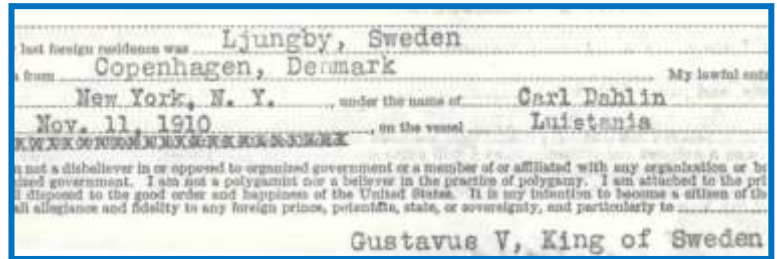 last foreign residence was Ljungby, Sweden
from Copenhagen, Denmark My lawful
New York, N. Y. , under the name of Carl Dahlin
Nov. 11, 1910 , on the vessel Luistania
not a disbeliever in or opposed to organized government or a member of or affiliated with any organization or
government. I am not a polygamist nor a believer in the practice of polygamy. I am attached to the
disposed to the good order and happiness of the United States. It is my intention to become a citizen of
all allegiance and fidelity to any foreign prince, potentate, state, or sovereignty, and particularly to
Gustavus V, King of Sweden